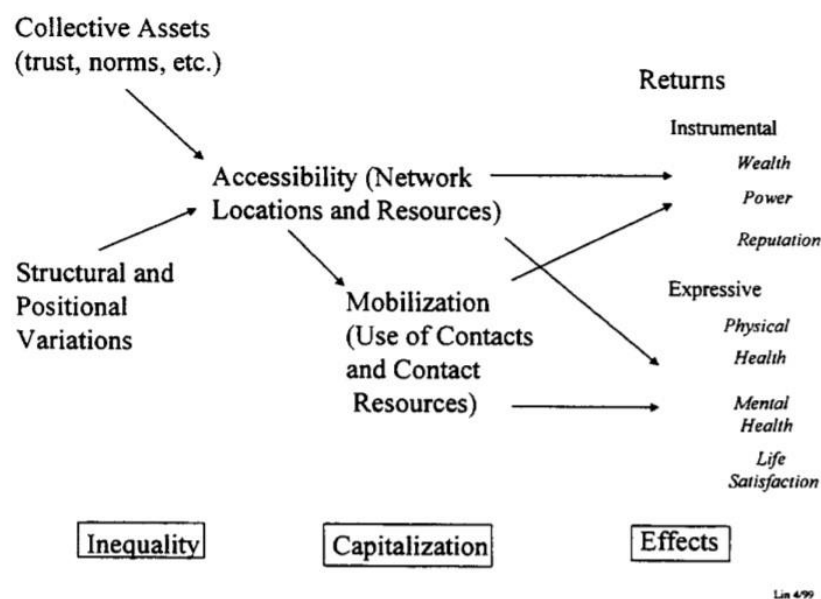 Collective Assets
(trust, norms, etc.)
Returns
Instrumental
Wealth
Power
Reputation
Accessibility (Network
Locations and Resources)
Structural and
Positional
Variations
Mobilization
(Use of Contacts
and Contact
Resources)
Expressive
Physical
Health
Mental
Health
Life
Satisfaction
Inequality
Capitalization
Effects
Lin 4/99